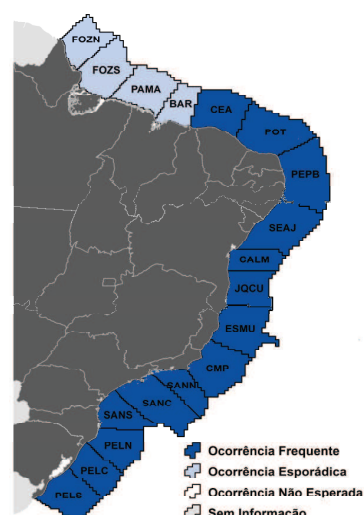 FOZN
FOZS
PAMA
BAR
CEA
POT
PEPB
SEAJ
CALM
JQCU
ESMU
CMP
SANN
SANC
SANS
PELN
PELC
PELS
Ocorrência Frequente
Ocorrência Esporádica
Ocorrência Não Esperada
Sem Informação